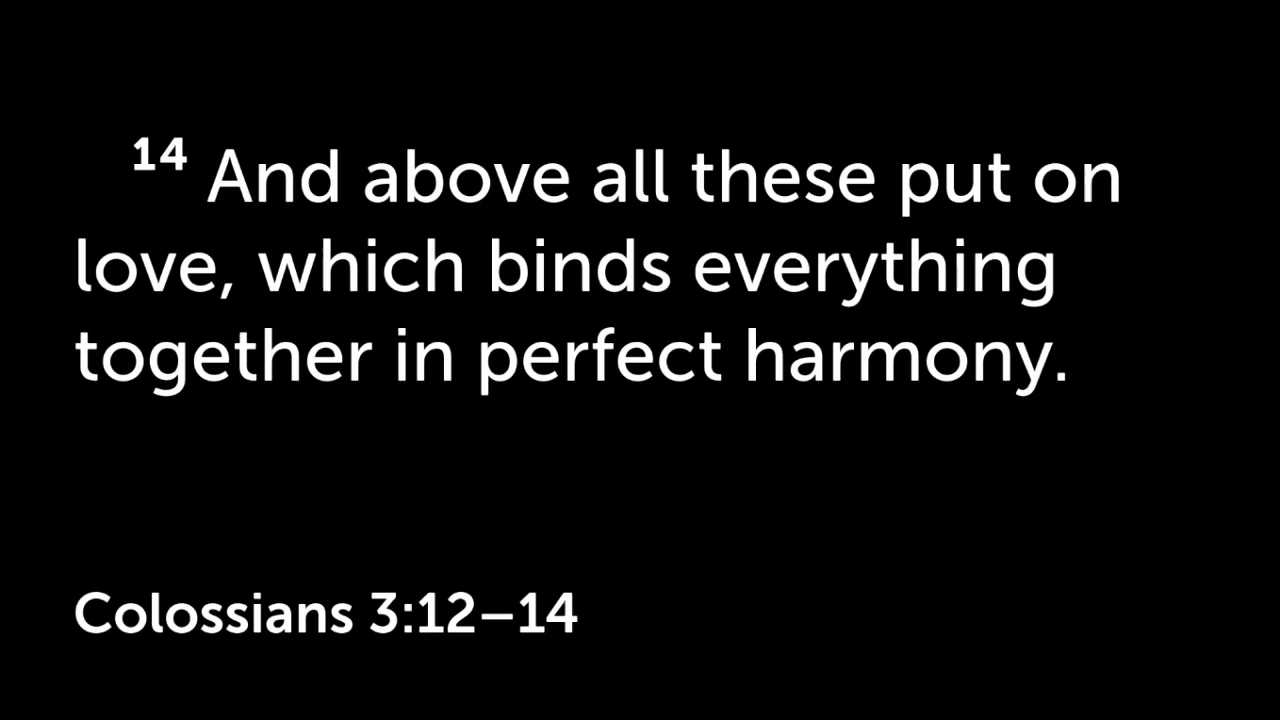 14 And above all these put on
love, which binds everything
together in perfect harmony.
Colossians 3:12–14